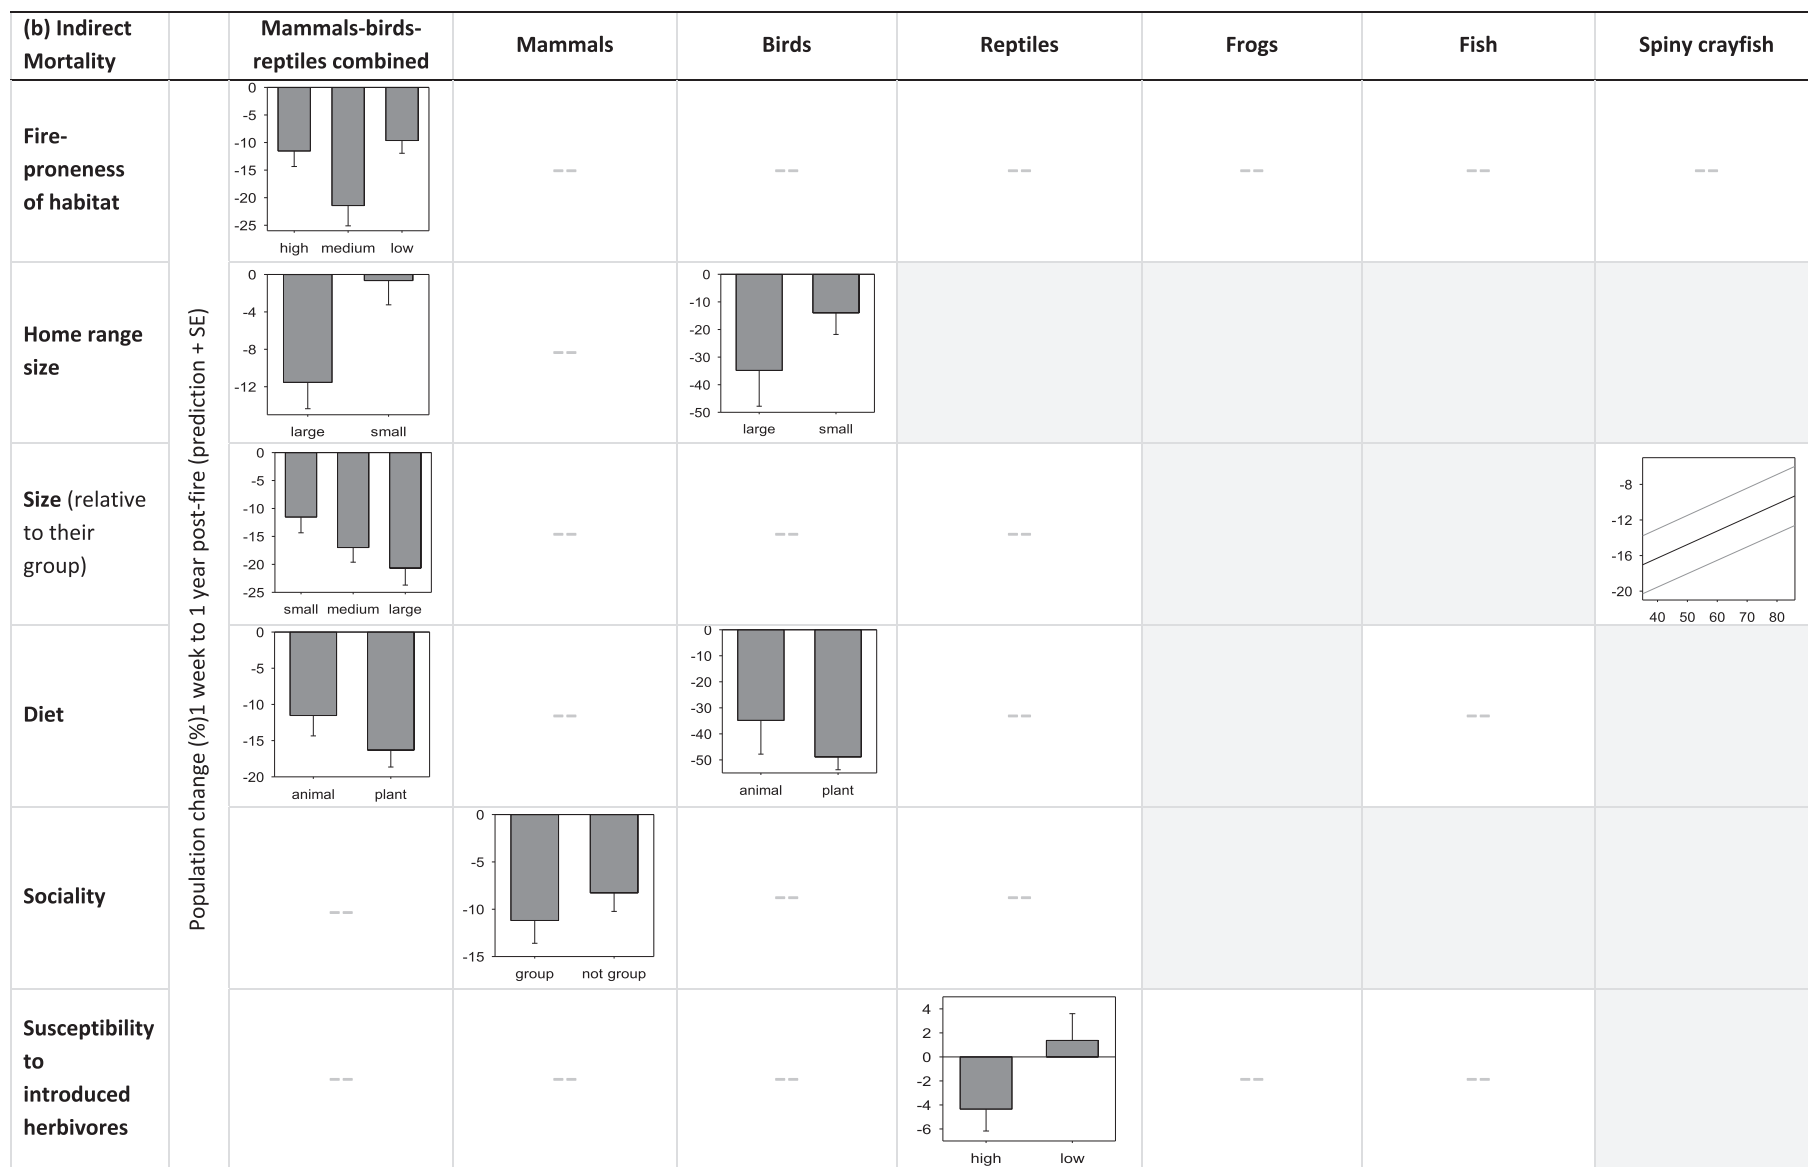 (b) Indirect Mortality
Mammals-birds-reptiles combined
Mammals
Birds
Reptiles
Frogs
Fish
Spiny crayfish
Population change (%)1 week to 1 year post-fire (prediction + SE)
Fire-
proneness
of habitat
0
-5
-10
-15
-20
-25
high medium low
--
--
--
--
--
--
Home range
size
0
-4
-8
-12
large small
--
0
-10
-20
-30
-40
-50
large small
Size (relative
to their
group)
0
-5
-10
-15
-20
-25
small medium large
--
--
--
-8
-12
-16
-20
40 50 60 70 80
Diet
0
-5
-10
-15
-20
animal plant
--
0
-10
-20
-30
-40
-50
animal plant
--
--
Sociality
--
0
-5
-10
-15
group not group
--
--
Susceptibility
to
introduced
herbivores
--
--
--
4
2
0
-2
-4
-6
high low
--
--